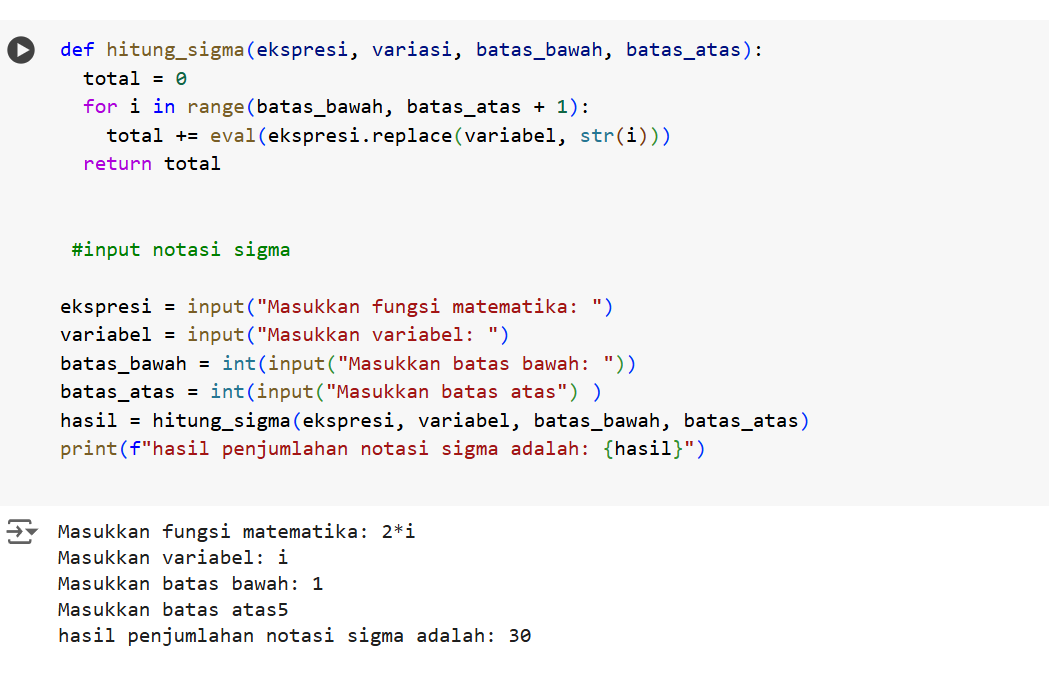 def hitung_sigma(ekspresi, variasi, batas_bawah, batas_atas):
  total = 0
  for i in range(batas_bawah, batas_atas + 1):
    total += eval(ekspresi.replace(variabel, str(i)))
  return total
 #input notasi sigma
ekspresi = input("Masukkan fungsi matematika: ")
variabel = input("Masukkan variabel: ")
batas_bawah = int(input("Masukkan batas bawah: "))
batas_atas = int(input("Masukkan batas atas") )
hasil = hitung_sigma(ekspresi, variabel, batas_bawah, batas_atas)
print(f"hasil penjumlahan notasi sigma adalah: {hasil}")
Masukkan fungsi matematika: 2*i
Masukkan variabel: i
Masukkan batas bawah: 1
Masukkan batas atas5
hasil penjumlahan notasi sigma adalah: 30